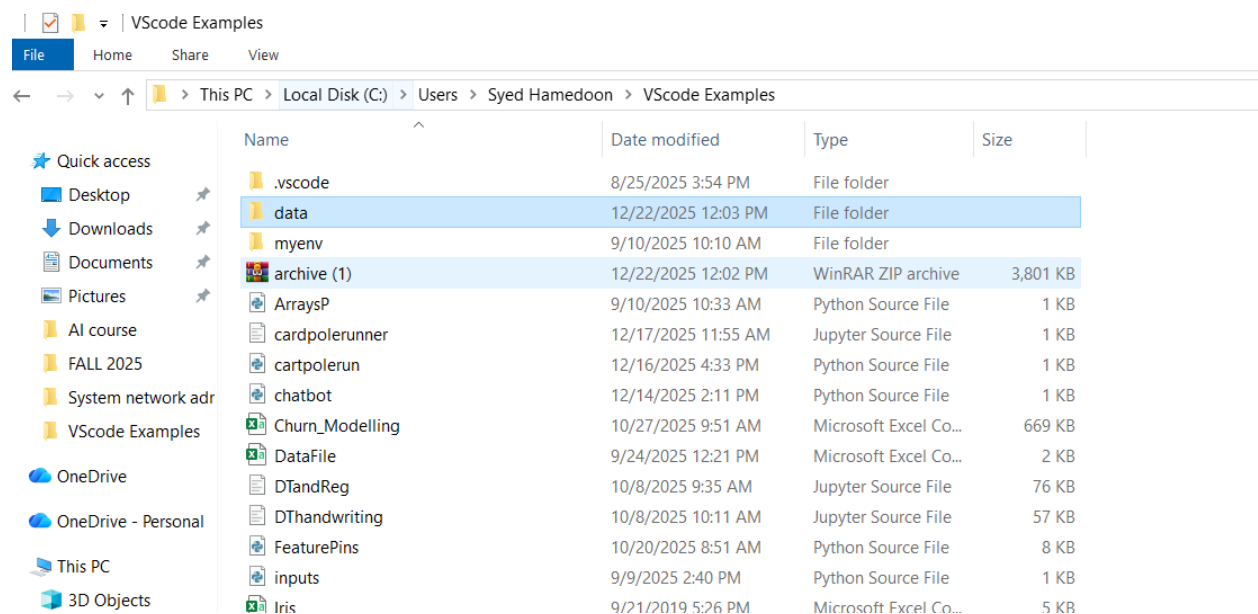 VScode Examples
File Home Share View
This PC Local Disk (C:) Users Syed Hamedoon VScode Examples
Name Date modified Type Size
Quick access
Desktop
Downloads
Documents
Pictures
AI course
FALL 2025
System network adr
VScode Examples
OneDrive
OneDrive - Personal
This PC
3D Objects
.vscode 8/25/2025 3:54 PM File folder
data 12/22/2025 12:03 PM File folder
myenv 9/10/2025 10:10 AM File folder
archive (1) 12/22/2025 12:02 PM WinRAR ZIP archive 3,801 KB
ArraysP 9/10/2025 10:33 AM Python Source File 1 KB
cardpolerunner 12/17/2025 11:55 AM Jupyter Source File 1 KB
cartpolerun 12/16/2025 4:33 PM Python Source File 1 KB
chatbot 12/14/2025 2:11 PM Python Source File 1 KB
Churn_Modelling 10/27/2025 9:51 AM Microsoft Excel Co... 669 KB
DataFile 9/24/2025 12:21 PM Microsoft Excel Co... 2 KB
DTandReg 10/8/2025 9:35 AM Jupyter Source File 76 KB
DThandwriting 10/8/2025 10:11 AM Jupyter Source File 57 KB
FeaturePins 10/20/2025 8:51 AM Python Source File 8 KB
inputs 9/9/2025 2:40 PM Python Source File 1 KB
Iris 9/21/2019 5:26 PM Microsoft Excel Co... 5 KB